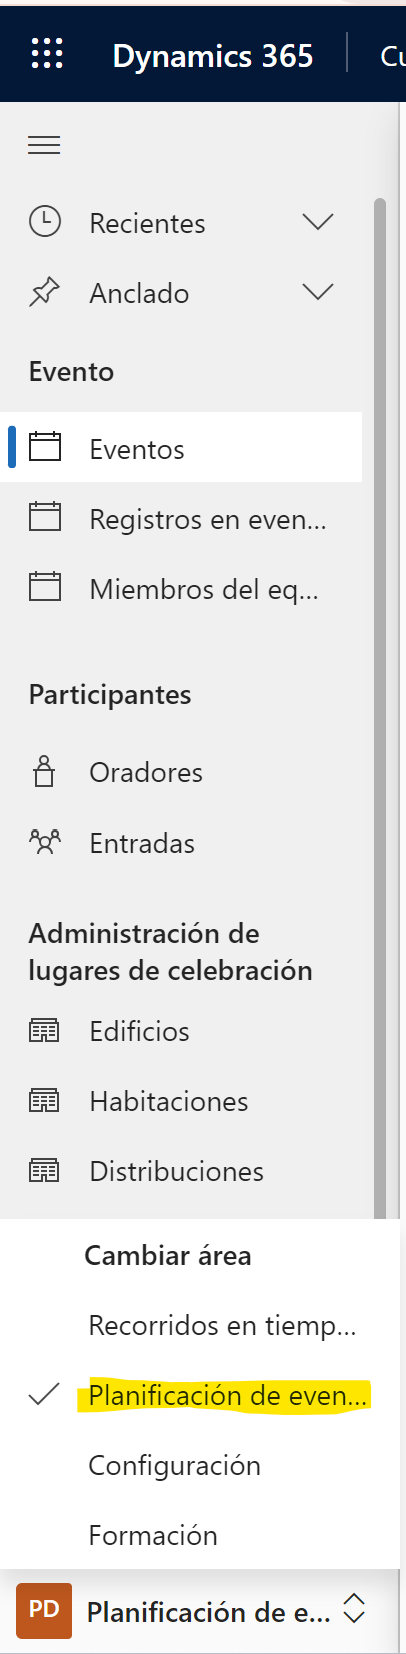 Dynamics 365
Cu
Recientes
Anclado
Evento
Eventos
Registros en even...
Miembros del eq...
Participantes
Oradores
Entradas
Administración de
lugares de celebración
Edificios
Habitaciones
Distribuciones
Cambiar área
Recorridos en tiemp...
Planificación de even...
Configuración
Formación
PD Planificación de e...